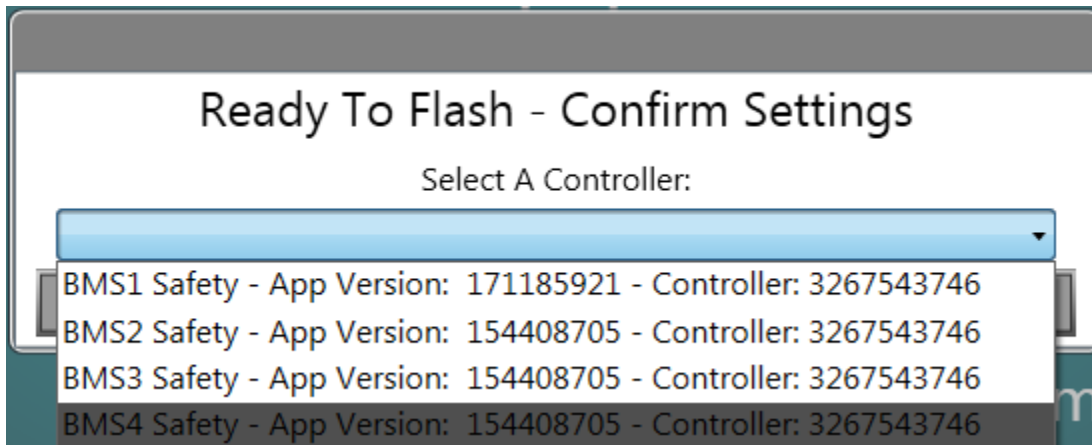 Ready To Flash - Confirm Settings
Select A Controller:
BMS1 Safety - App Version:  171185921 - Controller: 3267543746
BMS2 Safety - App Version:  154408705 - Controller: 3267543746
BMS3 Safety - App Version:  154408705 - Controller: 3267543746
BMS4 Safety - App Version:  154408705 - Controller: 3267543746